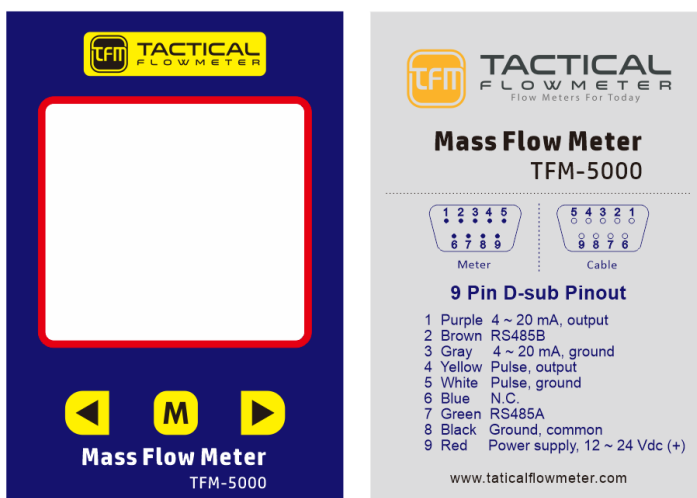 TFM TACTICAL
FLOWMETER
M
Mass Flow Meter
TFM-5000
TFM TACTICAL
FLOWMETER
Flow Meters For Today
Mass Flow Meter
TFM-5000
1 2 3 4 5
6 7 8 9
Meter
5 4 3 2 1
9 8 7 6
Cable
9 Pin D-sub Pinout
1 Purple 4 ~ 20 mA, output
2 Brown RS485B
3 Gray 4 ~ 20 mA, ground
4 Yellow Pulse, output
5 White Pulse, ground
6 Blue N.C.
7 Green RS485A
8 Black Ground, common
9 Red Power supply, 12 ~ 24 Vdc (+)
www.taticalflowmeter.com